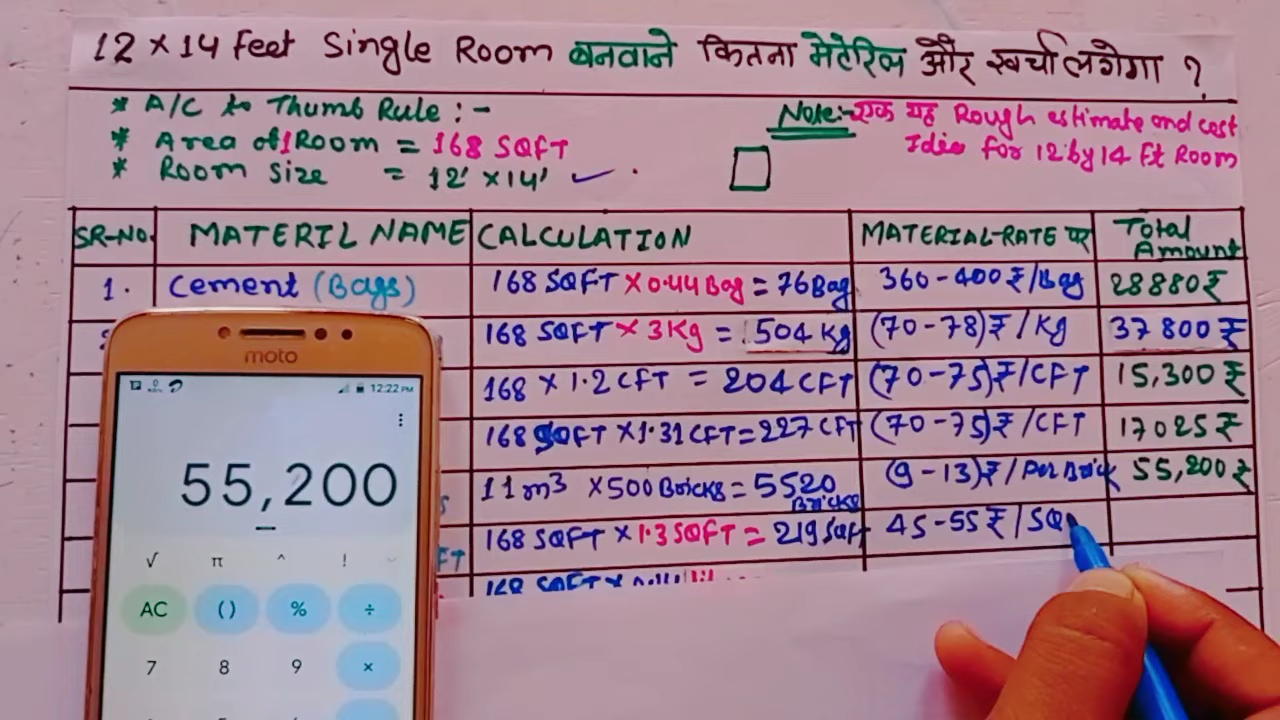 12 × 14 Feet Single Room बनवाने कितना मेटेरियल और खर्चा लगेगा ?
* A/C to Thumb Rule :-
* Area of 1 Room = 168 SQFT
* Room Size = 12' × 14' ✓ .
Note:- एक यह Rough estimate and cost
Idia for 12 by 14 Ft Room
SR-NO. MATERIL NAME CALCULATION MATERIAL-RATE पर Total Amount
1. Cement (Bags) 168 SQFT × 0.44 Bag = 76 Bag 360 - 400 ₹ / Bag 28880 ₹
168 SQFT × 3 Kg = 504 Kg (70 - 78) ₹ / Kg 37800 ₹
168 × 1.2 CFT = 204 CFT (70 - 75) ₹ / CFT 15,300 ₹
168 SQFT × 1.31 CFT = 227 CFT (70 - 75) ₹ / CFT 17025 ₹
11 m³ × 500 Bricks = 5520 Bricks (9 - 13) ₹ / Per Brick 55,200 ₹
FT 168 SQFT × 1.3 SQFT = 219 SQFT 45 - 55 ₹ / SQ
168 SQFT ×
moto
12:22 PM
55,200
√ π ^ !
AC () % ÷
7 8 9 ×